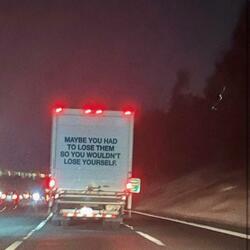 MAYBE YOU HAD
TO LOSE THEM
SO YOU WOULDN'T
LOSE YOURSELF.